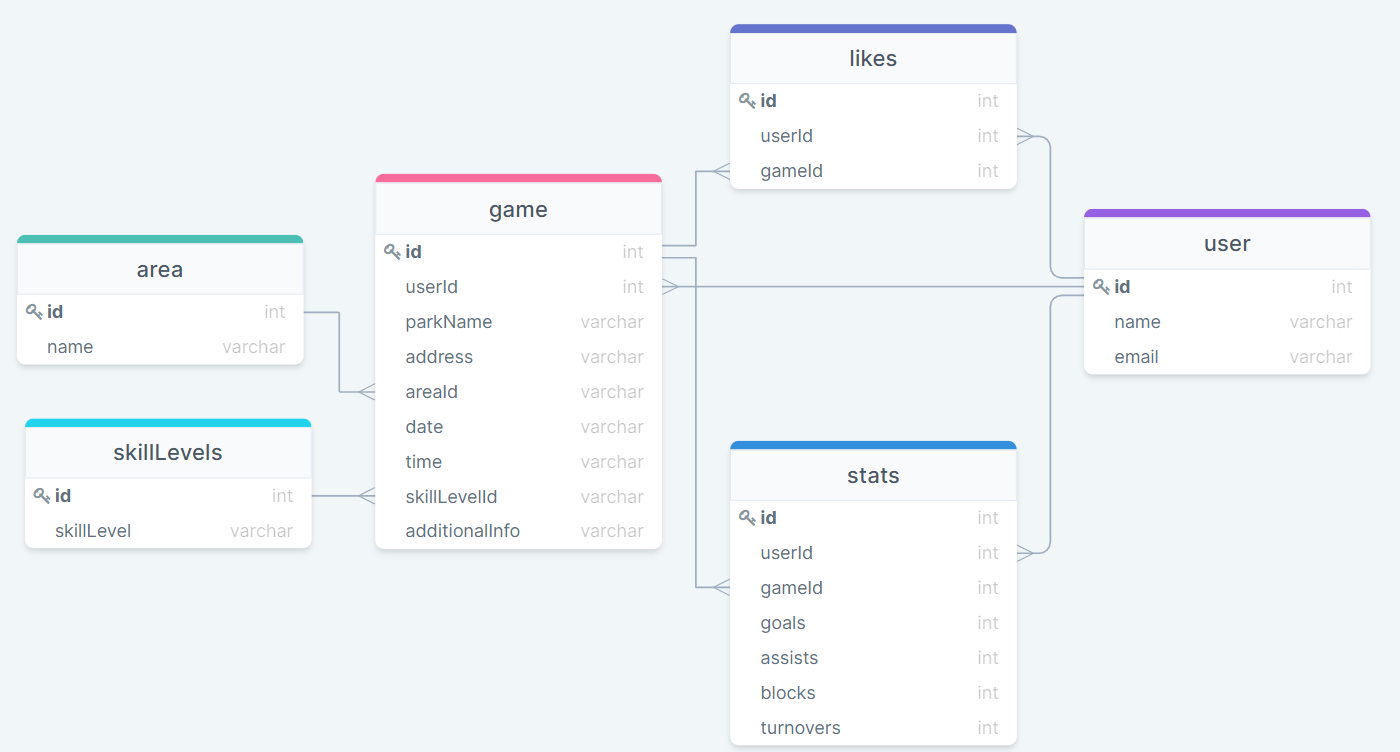 likes
id int
userId int
gameId int
game
id int
userId int
parkName varchar
address varchar
areaId varchar
date varchar
time varchar
skillLevelId varchar
additionalInfo varchar
area
id int
name varchar
user
id int
name varchar
email varchar
skillLevels
id int
skillLevel varchar
stats
id int
userId int
gameId int
goals int
assists int
blocks int
turnovers int